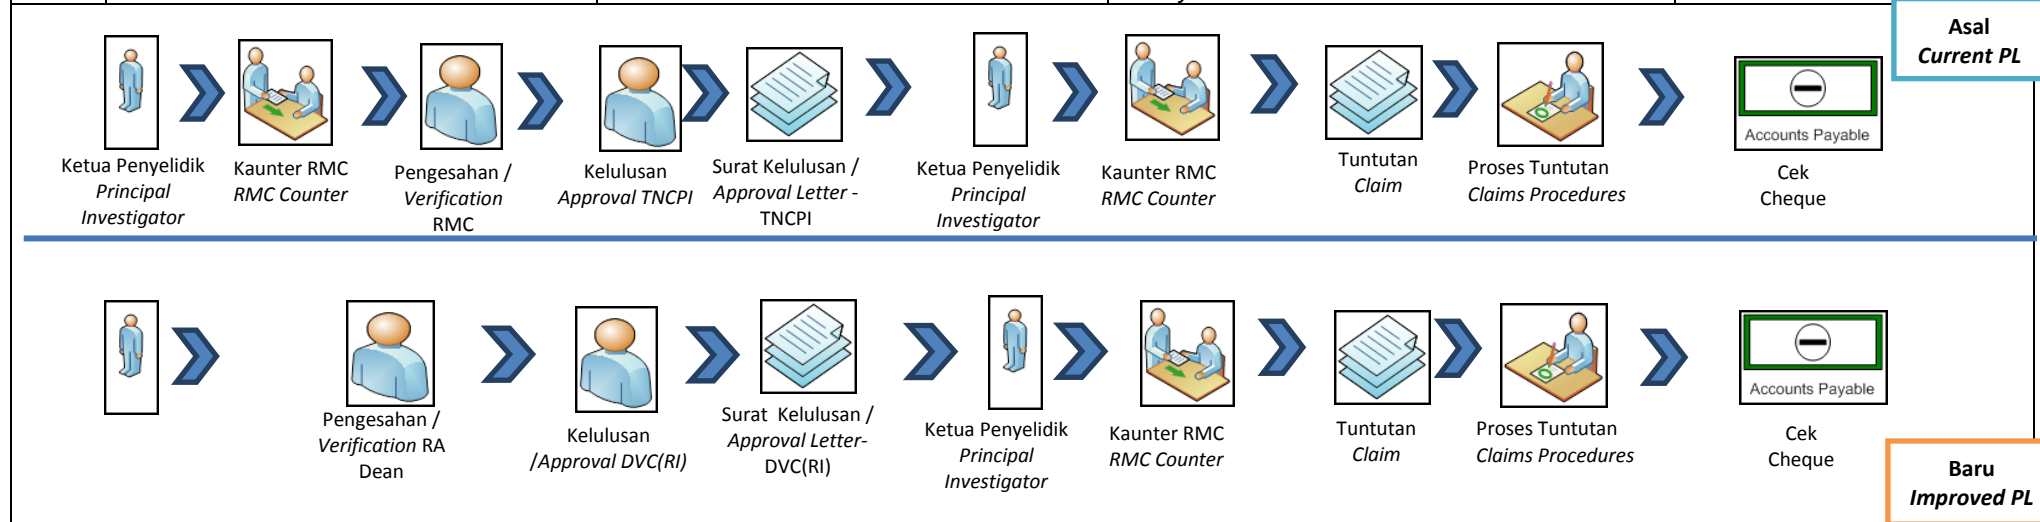 Asal
Current PL
Accounts Payable
Ketua Penyelidik
Principal
Investigator
Kaunter RMC
RMC Counter
Pengesahan /
Verification
RMC
Kelulusan
Approval TNCPI
Surat Kelulusan /
Approval Letter -
TNCPI
Ketua Penyelidik
Principal
Investigator
Kaunter RMC
RMC Counter
Tuntutan
Claim
Proses Tuntutan
Claims Procedures
Cek
Cheque
Accounts Payable
Pengesahan /
Verification RA
Dean
Kelulusan
/Approval DVC(RI)
Surat Kelulusan /
Approval Letter-
DVC(RI)
Ketua Penyelidik
Principal
Investigator
Kaunter RMC
RMC Counter
Tuntutan
Claim
Proses Tuntutan
Claims Procedures
Cek
Cheque
Baru
Improved PL